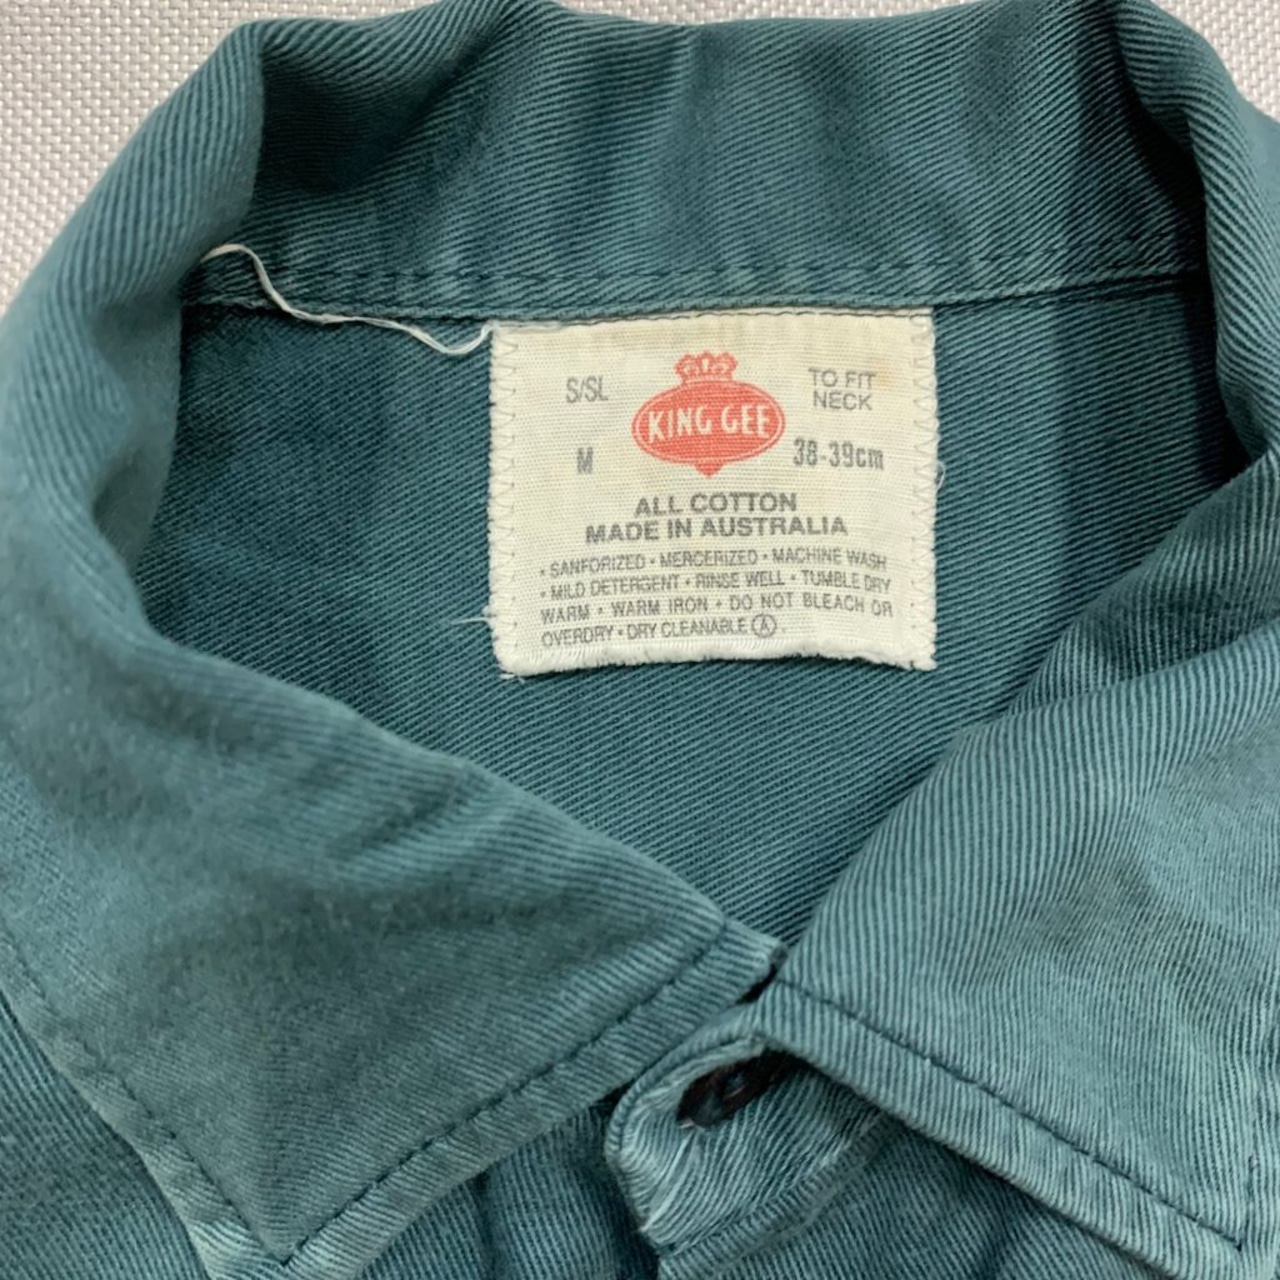 S/SL
KING GEE
TO FIT
NECK
M
38-39cm
ALL COTTON
MADE IN AUSTRALIA
• SANFORIZED • MERCERIZED • MACHINE WASH
• MILD DETERGENT • RINSE WELL • TUMBLE DRY
WARM • WARM IRON • DO NOT BLEACH OR
OVERDRY • DRY CLEANABLE Ⓐ.